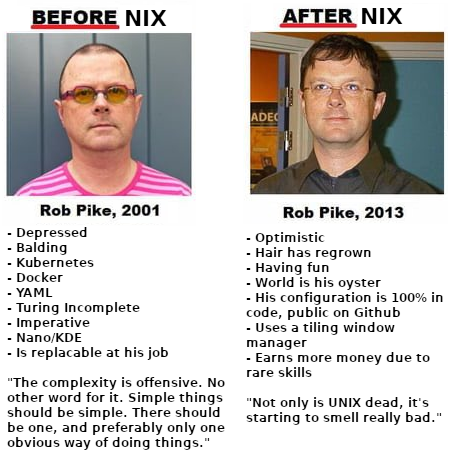 BEFORE NIX
Rob Pike, 2001
- Depressed
- Balding
- Kubernetes
- Docker
- YAML
- Turing Incomplete
- Imperative
- Nano/KDE
- Is replacable at his job
"The complexity is offensive. No
other word for it. Simple things
should be simple. There should
be one, and preferably only one
obvious way of doing things."
AFTER NIX
ADEC
Rob Pike, 2013
- Optimistic
- Hair has regrown
- Having fun
- World is his oyster
- His configuration is 100% in
code, public on Github
- Uses a tiling window
manager
- Earns more money due to
rare skills
"Not only is UNIX dead, it's
starting to smell really bad."